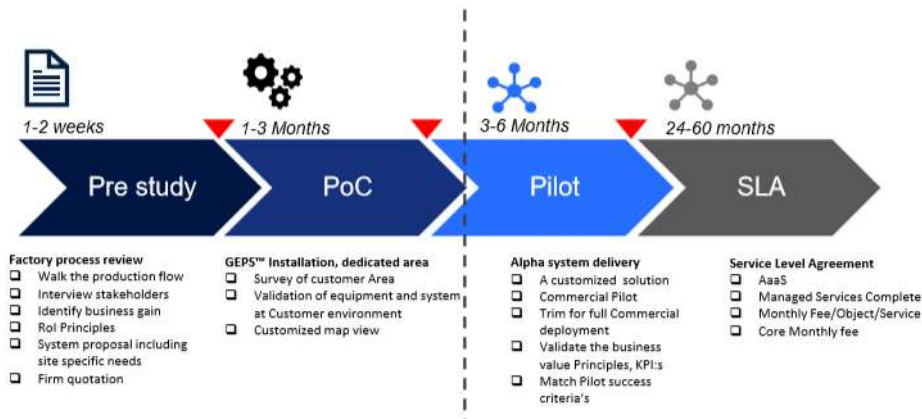 1-2 weeks
1-3 Months
3-6 Months
24-60 months
Pre study
PoC
Pilot
SLA
Factory process review
Walk the production flow
Interview stakeholders
Identify business gain
RoI Principles
System proposal including
site specific needs
Firm quotation
GEPS™ Installation, dedicated area
Survey of customer Area
Validation of equipment and system
at Customer environment
Customized map view
Alpha system delivery
A customized solution
Commercial Pilot
Trim for full Commercial
deployment
Validate the business
value Principles, KPI:s
Match Pilot success
criteria's
Service Level Agreement
AaaS
Managed Services Complete
Monthly Fee/Object/Service
Core Monthly fee